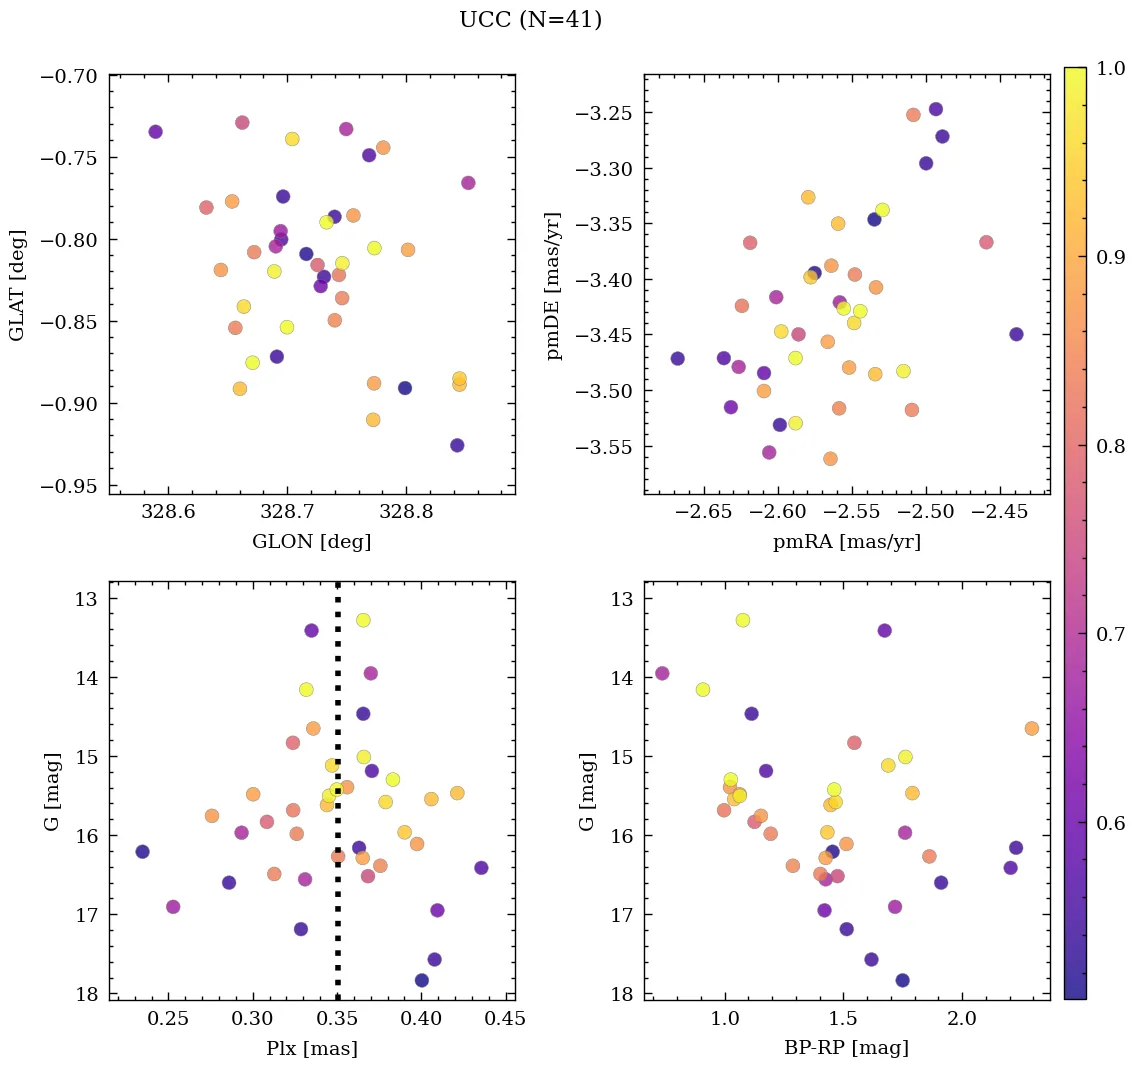 UCC (N=41)
−0.70
−0.75
−0.80
−0.85
−0.90
−0.95
GLAT [deg]
328.6 328.7 328.8
GLON [deg]
−3.25
−3.30
−3.35
−3.40
−3.45
−3.50
−3.55
pmDE [mas/yr]
−2.65 −2.60 −2.55 −2.50 −2.45
pmRA [mas/yr]
13
14
15
16
17
18
G [mag]
0.25 0.30 0.35 0.40 0.45
Plx [mas]
13
14
15
16
17
18
G [mag]
1.0 1.5 2.0
BP-RP [mag]
1.0
0.9
0.8
0.7
0.6